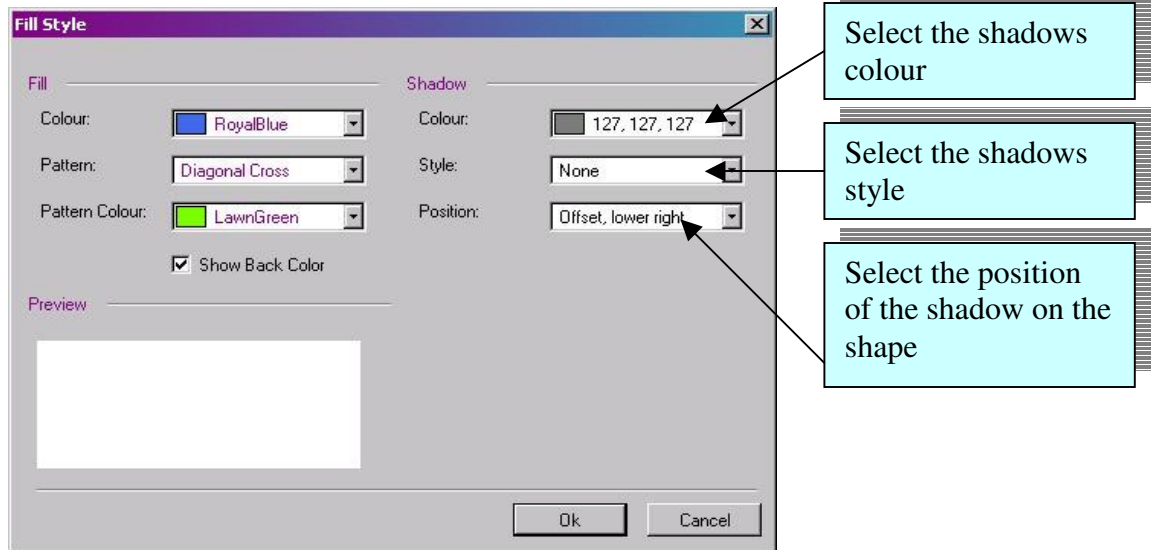 Fill Style
Fill
Colour:
RoyalBlue
Pattern:
Diagonal Cross
Pattern Colour:
LawnGreen
Show Back Color
Shadow
Colour:
127, 127, 127
Style:
None
Position:
Offset, lower right
Preview
Ok
Cancel
Select the shadows
colour
Select the shadows
style
Select the position
of the shadow on the
shape